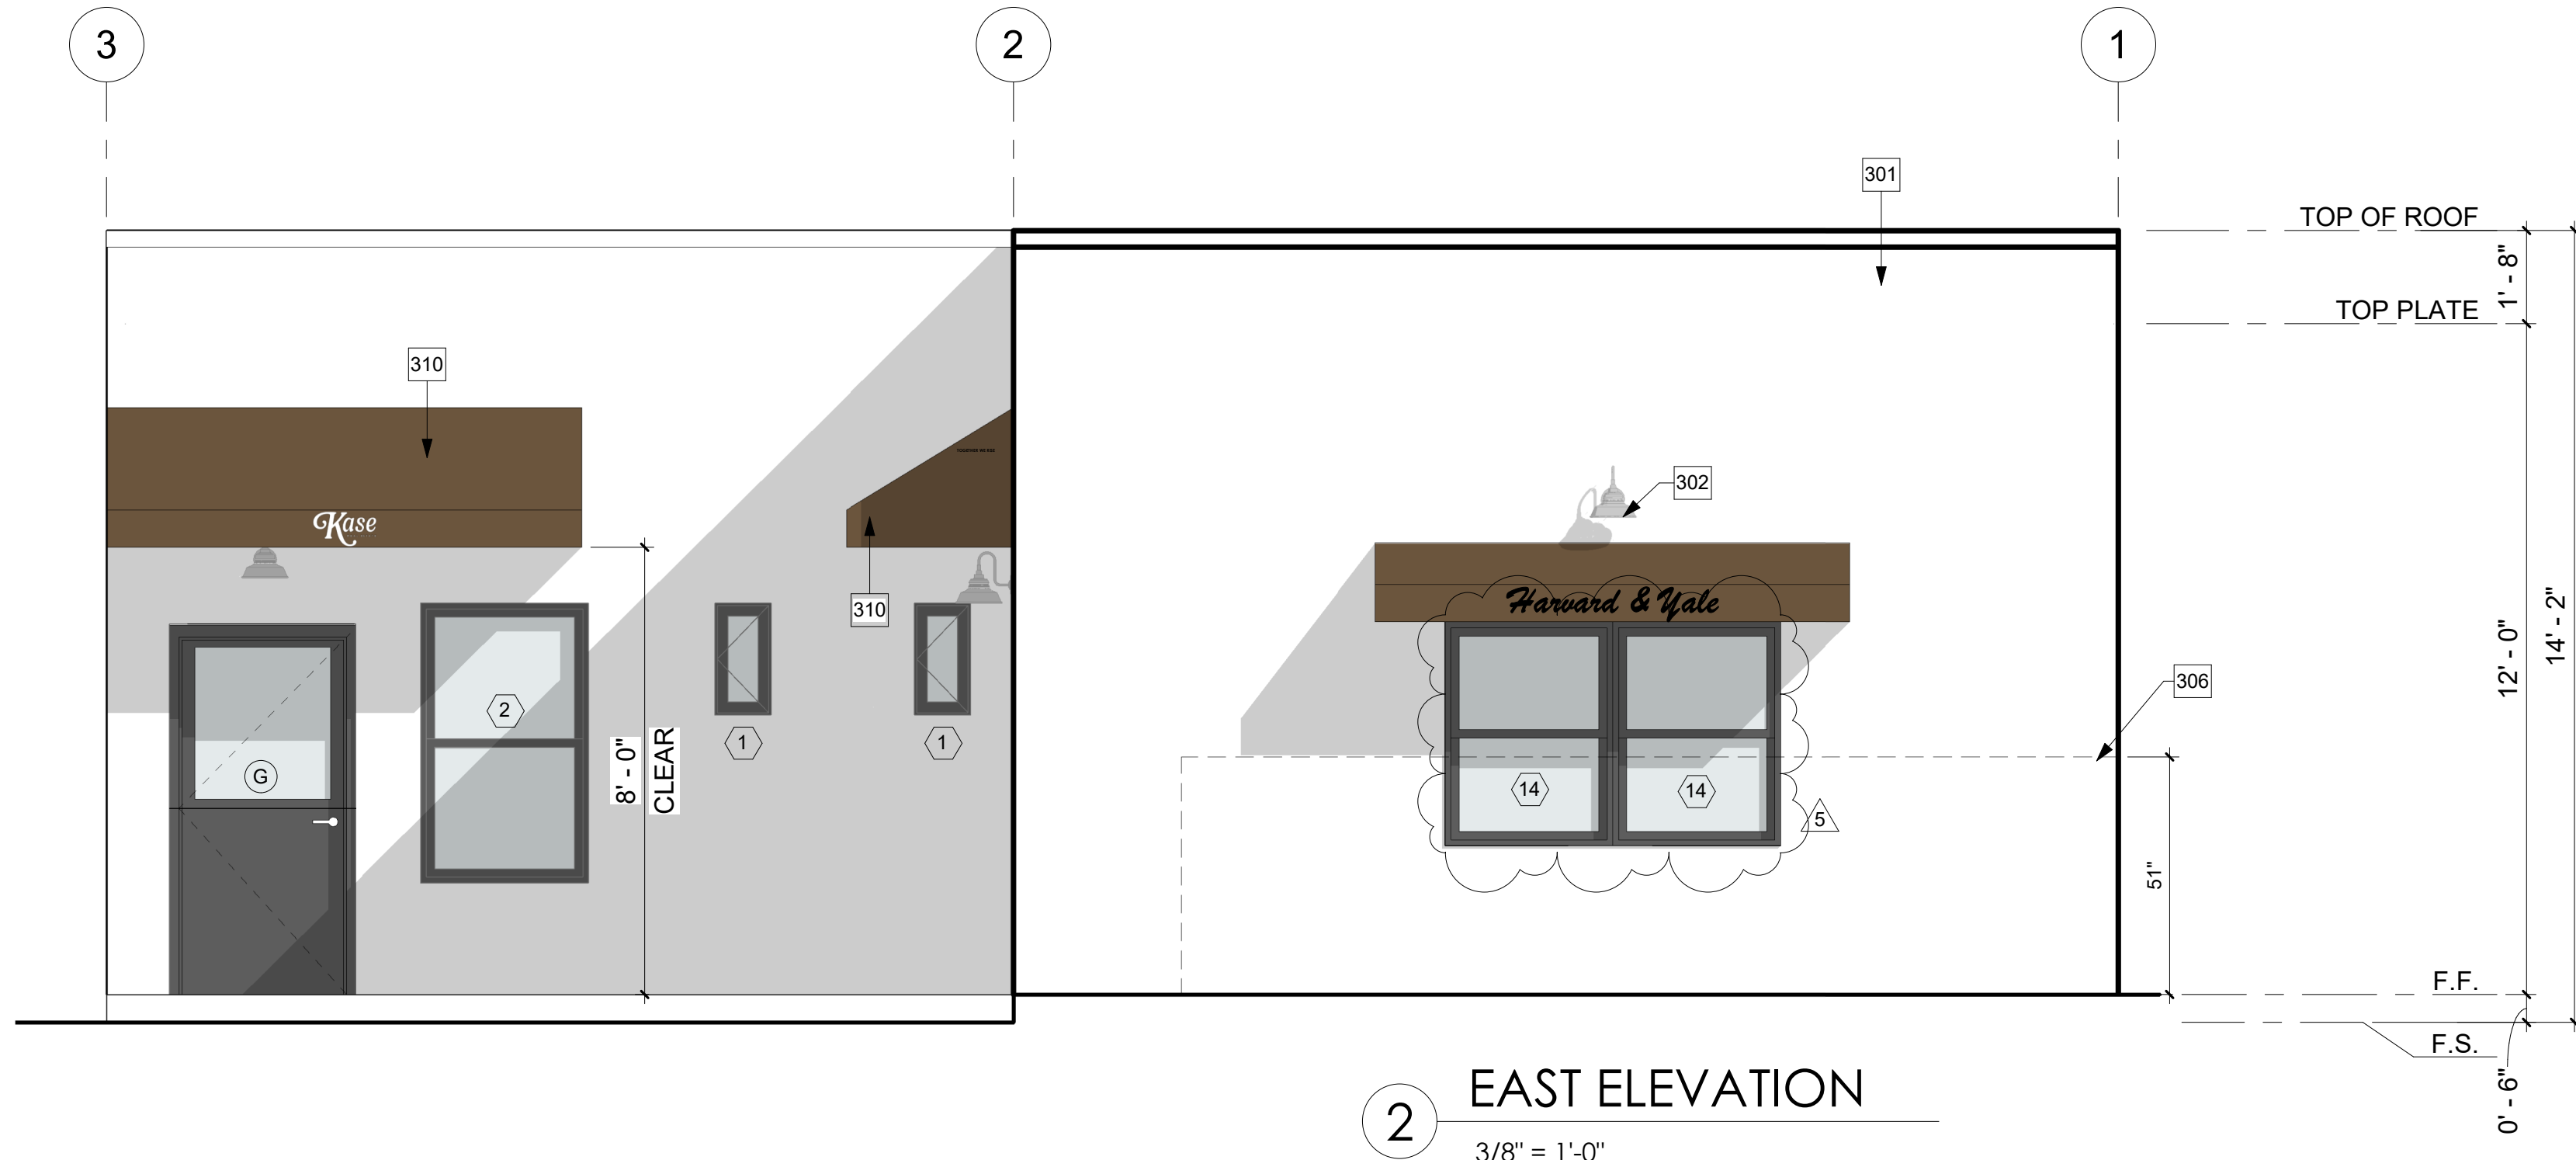 3
2
1
301
TOP OF ROOF
1' - 8"
TOP PLATE
310
302
Kase
310
Harvard & Yale
12' - 0"
14' - 2"
306
2
1
1
8' - 0"
CLEAR
G
14
14
5
51"
F.F.
F.S.
0' - 6"
2
EAST ELEVATION
3/8" = 1'-0"